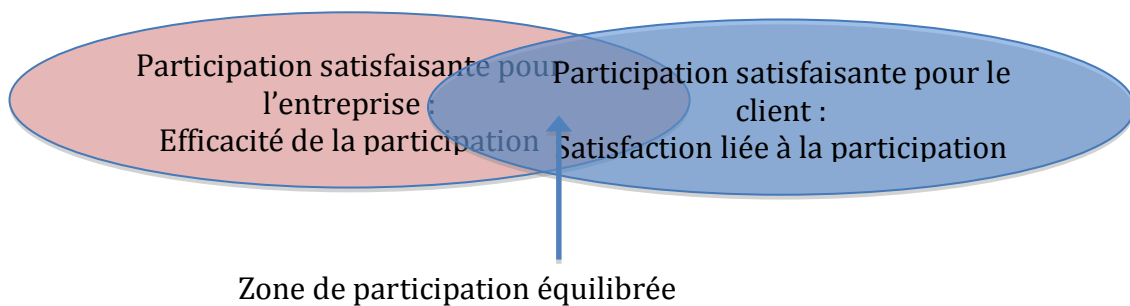 Participation satisfaisante pour
l'entreprise :
Efficacité de la participation
Participation satisfaisante pour le
client :
Satisfaction liée à la participation
Zone de participation équilibrée